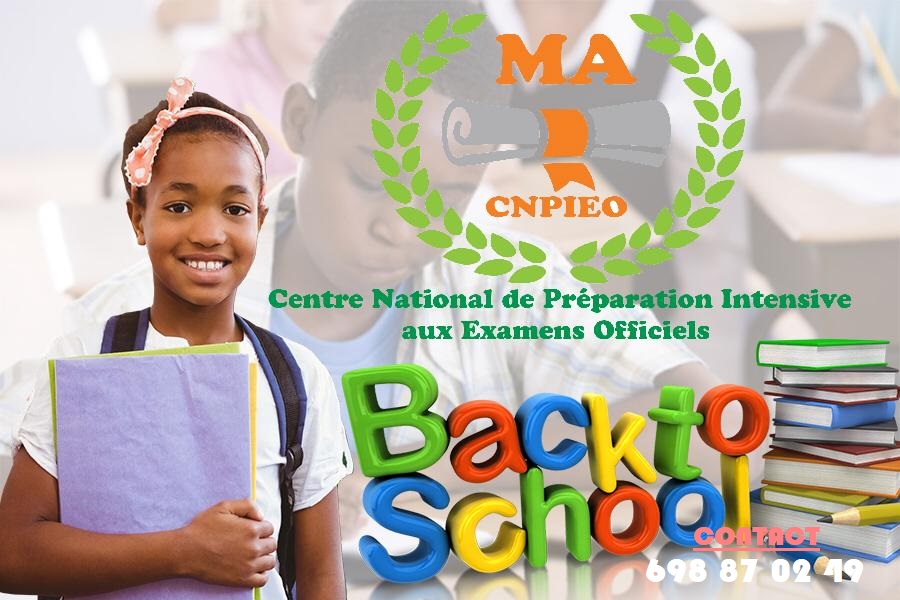 MA
CNPIEO
Centre National de Préparation Intensive
aux Examens Officiels
Back to
School
CONTACT
698 87 02 49